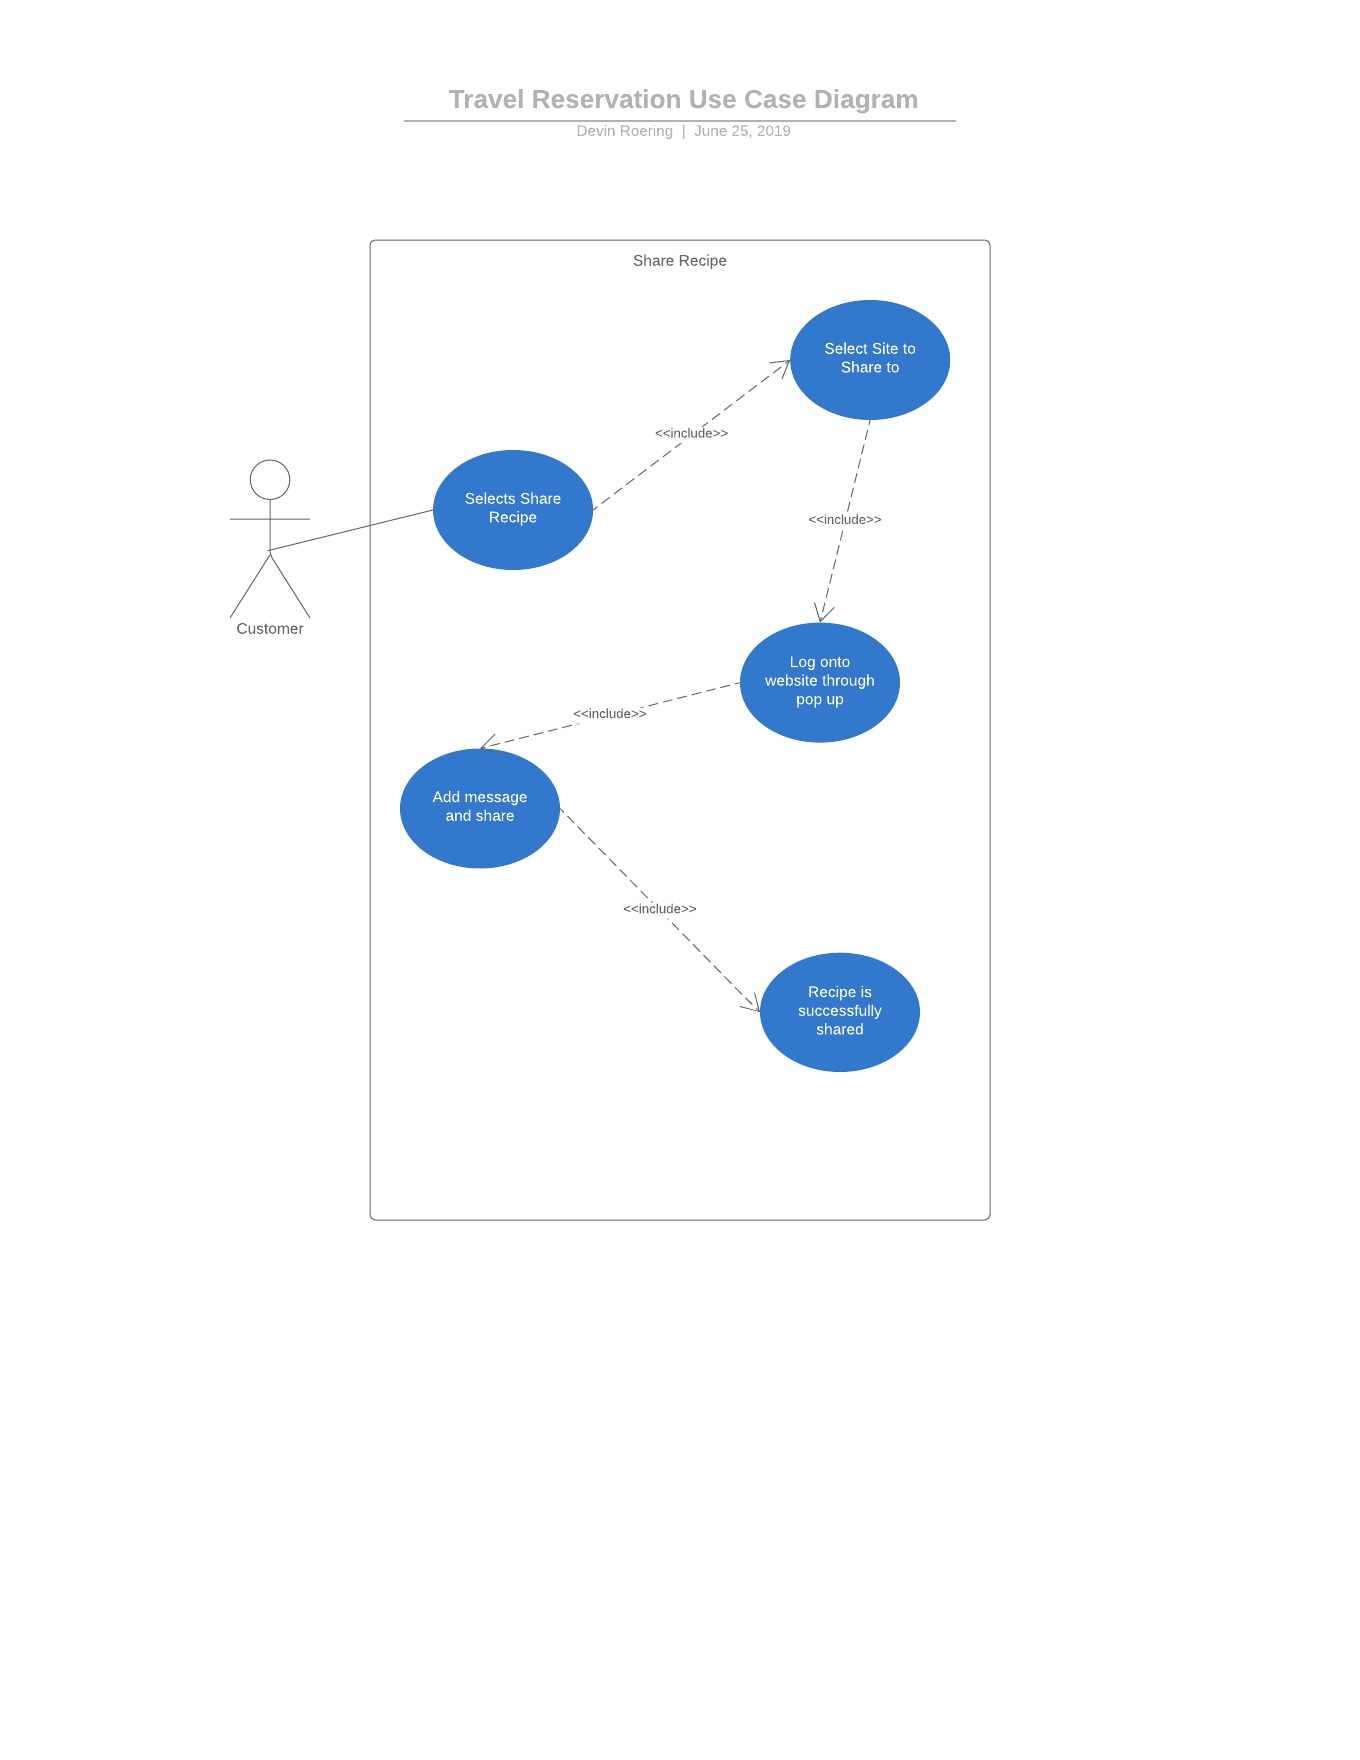 Travel Reservation Use Case Diagram
Devin Roering | June 25, 2019
Share Recipe
Select Site to
Share to
<<include>>
Selects Share
Recipe
<<include>>
Customer
Log onto
website through
pop up
<<include>>
Add message
and share
<<include>>
Recipe is
successfully
shared